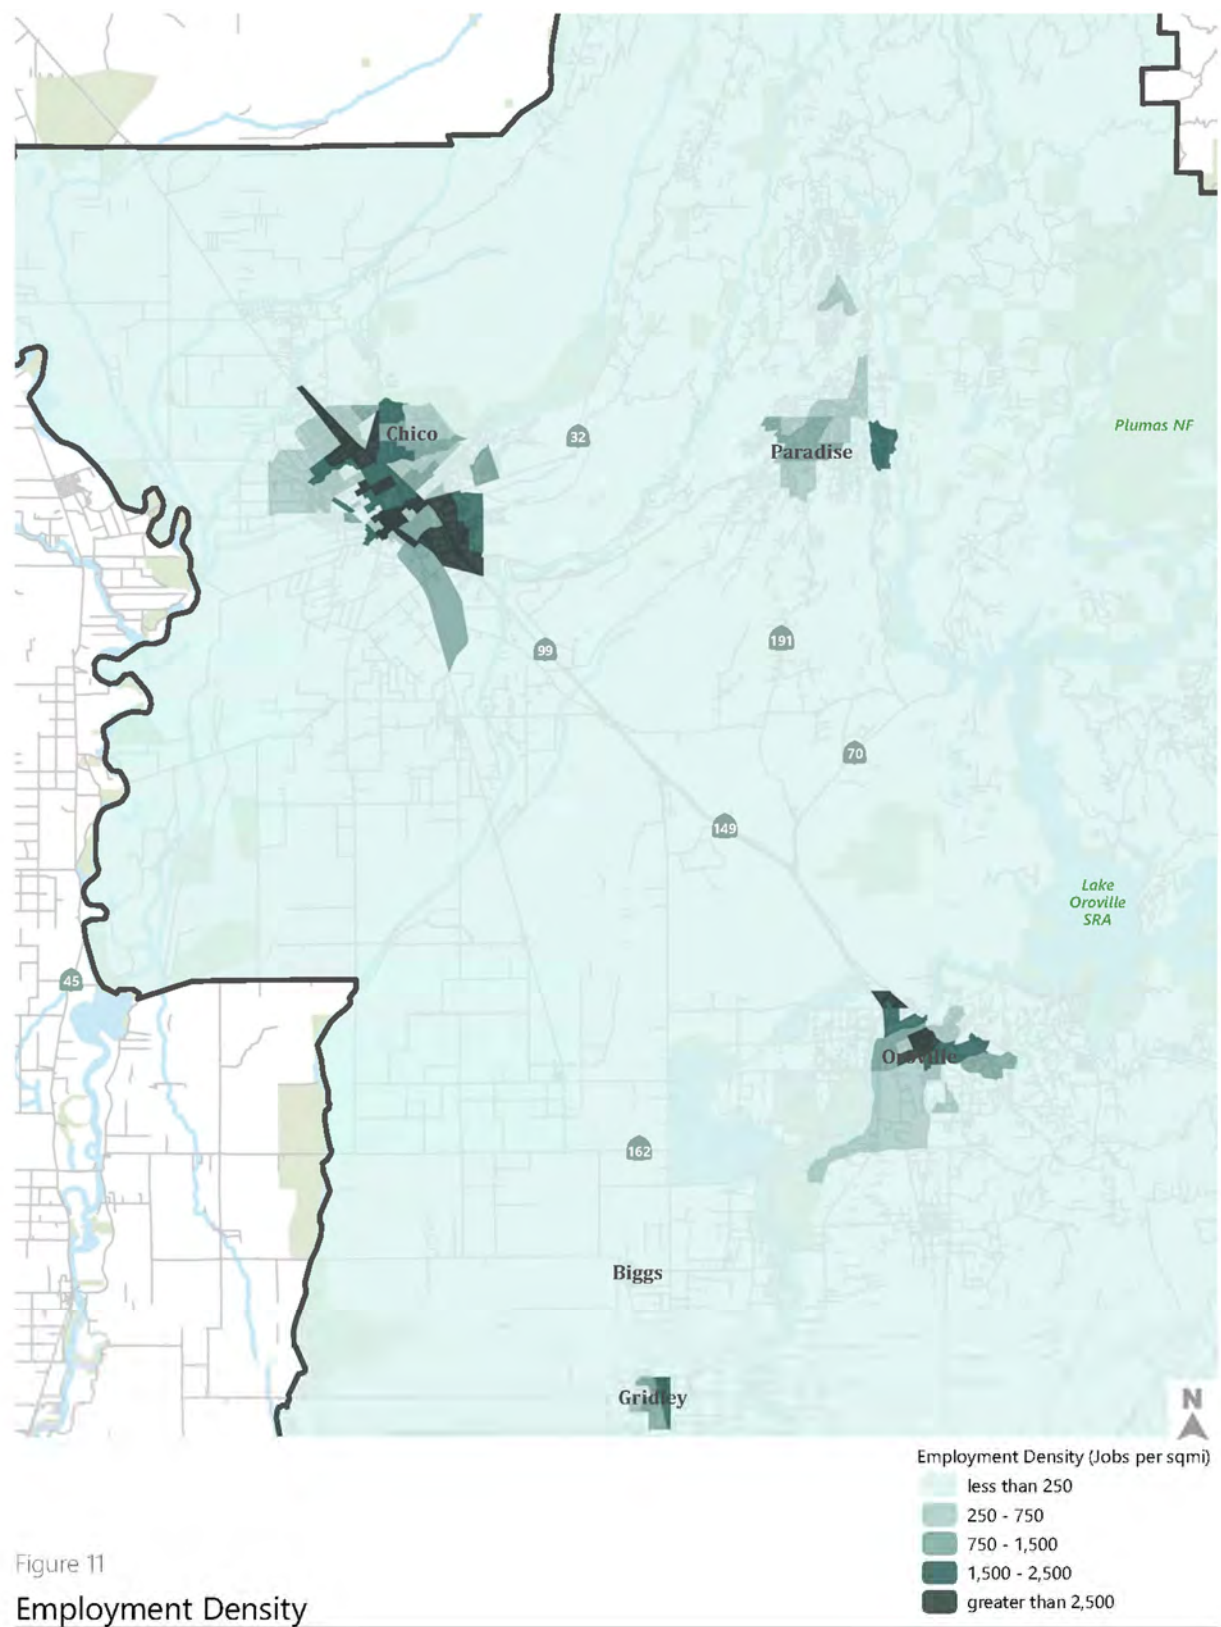 Chico
32
Plumas NF
Paradise
99
191
70
149
Lake
Oroville
SRA
45
Oroville
162
Biggs
Gridley
N
Employment Density (Jobs per sqmi)
less than 250
250 - 750
750 - 1,500
1,500 - 2,500
greater than 2,500
Figure 11
Employment Density